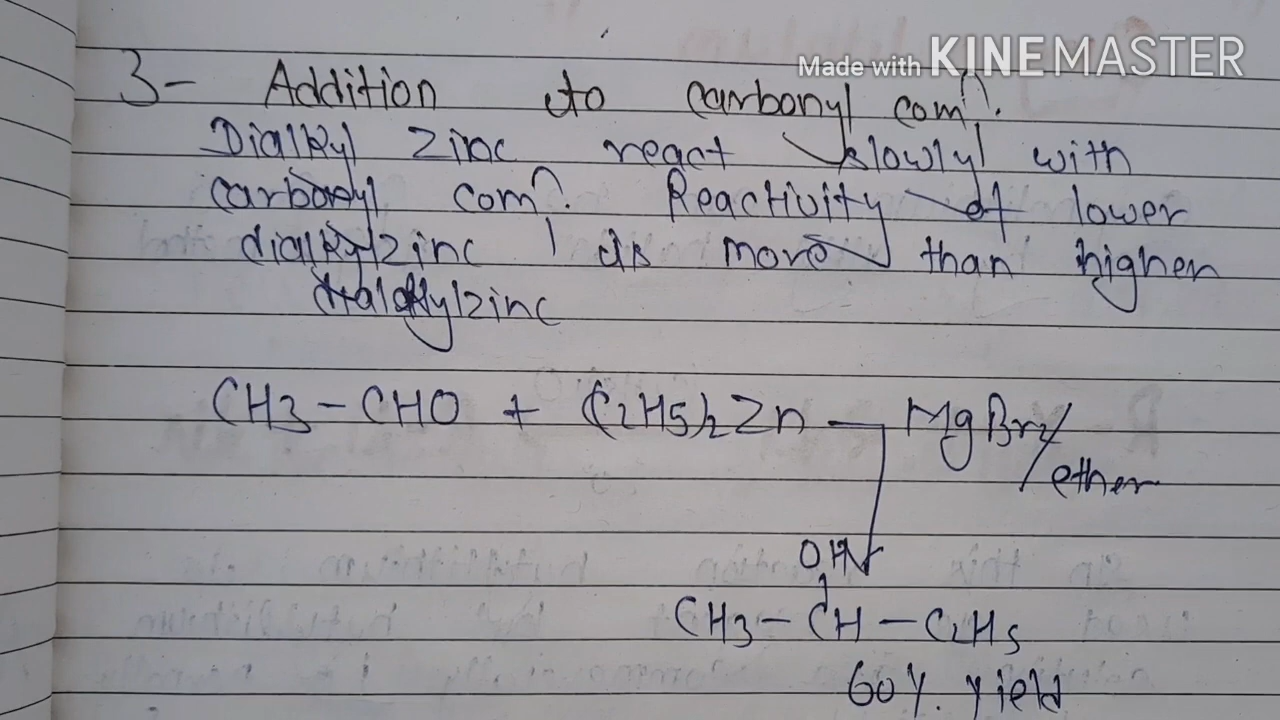 Made with KINEMASTER
3- Addition to carbonyl comp.
Dialkyl zinc react slowly with
carbonyl comp. Reactivity of lower
dialkylzinc is more than higher
dialkylzinc
CH3-CHO + (C2H5)2Zn MgBr2/
ether
OH
CH3-CH-C2H5
60% yield